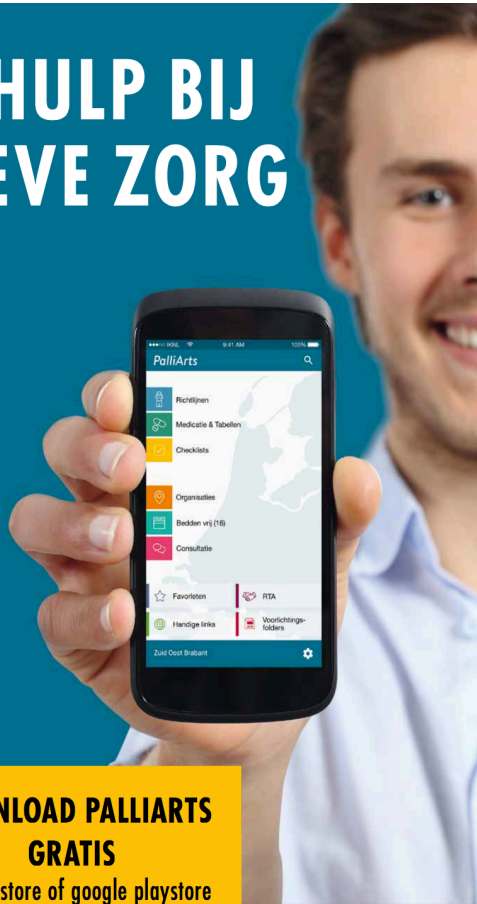 HULP BIJ
EVE ZORG
IKNL 9:41 AM 100%
PalliArts
Richtlijnen
Medicatie & Tabellen
Checklists
Organisaties
Bedden vrij (16)
Consultatie
Favorieten RTA
Handige links Voorlichtings-
folders
Zuid Oost Brabant
NLOAD PALLIARTS
GRATIS
store of google playstore